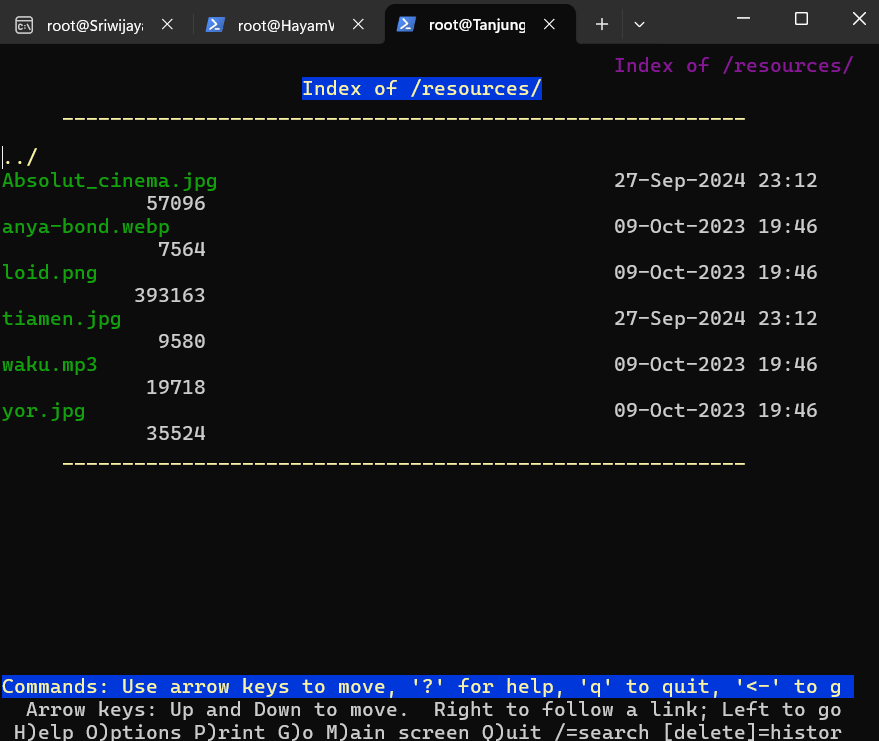 root@Sriwijaya
root@HayamW
root@Tanjung
Index of /resources/
Index of /resources/
../
Absolut_cinema.jpg 27-Sep-2024 23:12
57096
anya-bond.webp 09-Oct-2023 19:46
7564
loid.png 09-Oct-2023 19:46
393163
tiamen.jpg 27-Sep-2024 23:12
9580
waku.mp3 09-Oct-2023 19:46
19718
yor.jpg 09-Oct-2023 19:46
35524
Commands: Use arrow keys to move, '?' for help, 'q' to quit, '<-' to g
Arrow keys: Up and Down to move. Right to follow a link; Left to go
H)elp O)ptions P)rint G)o M)ain screen Q)uit /=search [delete]=histor